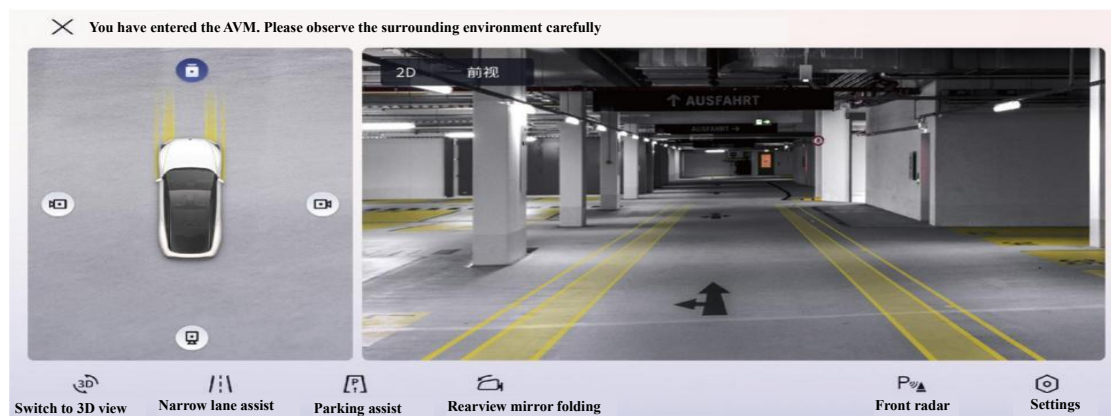 You have entered the AVM. Please observe the surrounding environment carefully
2D 前视
↑ AUSFAHRT
AUSFAHRT →
3D
Switch to 3D view
Narrow lane assist
P
Parking assist
Rearview mirror folding
P
Front radar
Settings